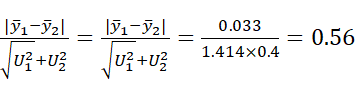 |ȳ₁−ȳ₂| / √U₁²+U₂² = |ȳ₁−ȳ₂| / √U₁²+U₂² = 0.033 / 1.414×0.4 = 0.56